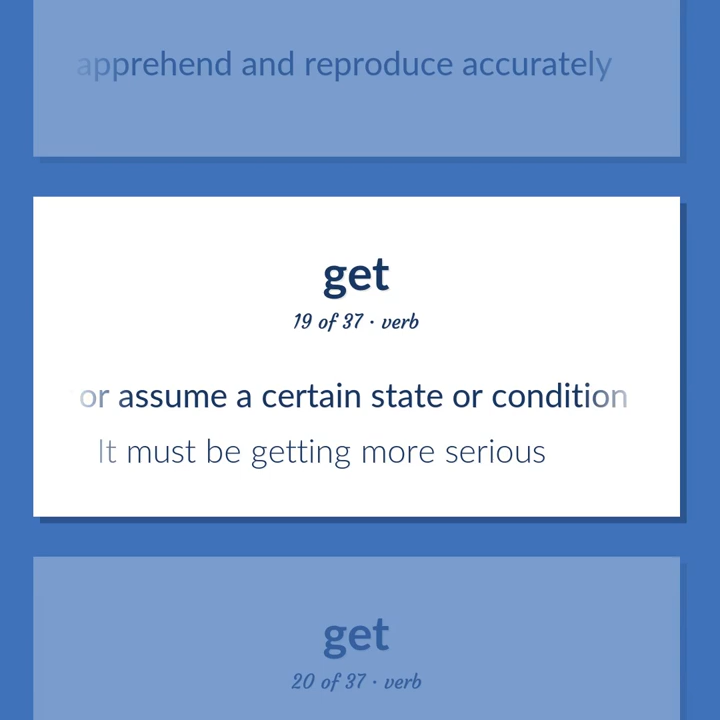 apprehend and reproduce accurately
get
19 of 37 · verb
or assume a certain state or condition
It must be getting more serious
get
20 of 37 · verb